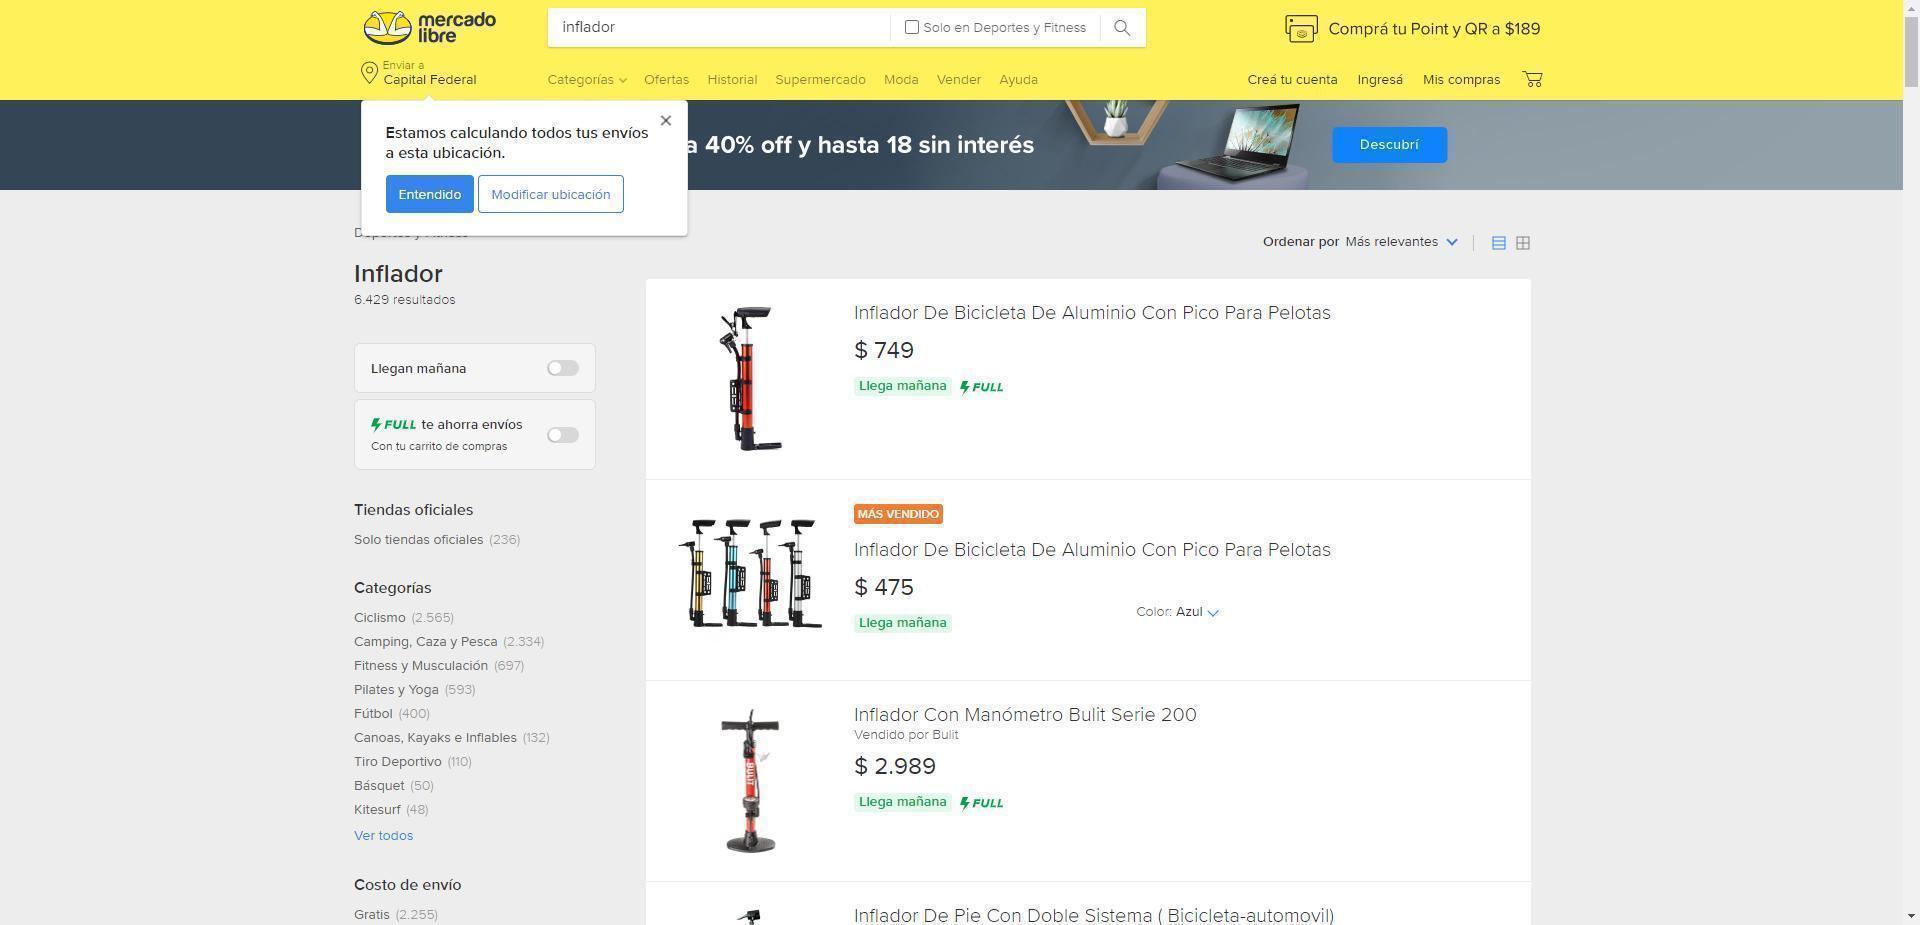 mercado
libre
inflador
Solo en Deportes y Fitness
Comprá tu Point y QR a $189
Enviar a
Capital Federal
Categorías
Ofertas
Historial
Supermercado
Moda
Vender
Ayuda
Creá tu cuenta
Ingresá
Mis compras
Estamos calculando todos tus envíos
a esta ubicación.
Entendido
Modificar ubicación
a 40% off y hasta 18 sin interés
Descubrí
Deportes y Fitness
Inflador
6.429 resultados
Ordenar por Más relevantes
Llegan mañana
FULL te ahorra envíos
Con tu carrito de compras
Tiendas oficiales
Solo tiendas oficiales (236)
Categorías
Ciclismo (2.565)
Camping, Caza y Pesca (2.334)
Fitness y Musculación (697)
Pilates y Yoga (593)
Fútbol (400)
Canoas, Kayaks e Inflables (132)
Tiro Deportivo (110)
Básquet (50)
Kitesurf (48)
Ver todos
Costo de envío
Gratis (2.255)
Inflador De Bicicleta De Aluminio Con Pico Para Pelotas
$ 749
Llega mañana FULL
MÁS VENDIDO
Inflador De Bicicleta De Aluminio Con Pico Para Pelotas
$ 475
Color: Azul
Llega mañana
BULIT
Inflador Con Manómetro Bulit Serie 200
Vendido por Bulit
$ 2.989
Llega mañana FULL
Inflador De Pie Con Doble Sistema ( Bicicleta-automovil)